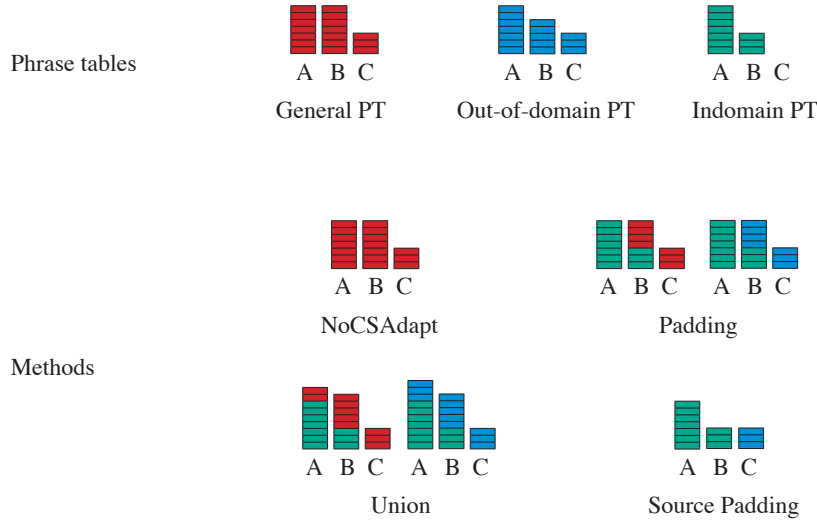 Phrase tables
A B C
General PT
A B C
Out-of-domain PT
A B C
Indomain PT
Methods
A B C
NoCSAdapt
A B C
A B C
Padding
A B C
A B C
Union
A B C
Source Padding